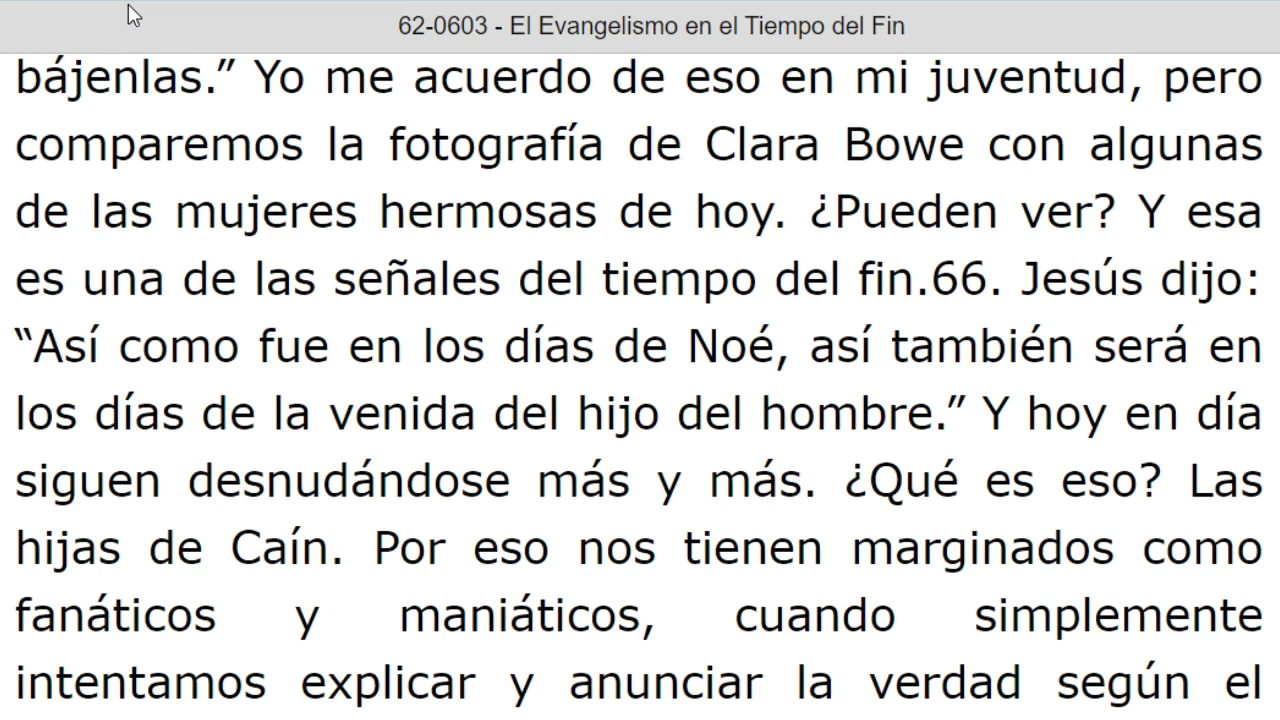 62-0603 - El Evangelismo en el Tiempo del Fin
bájenlas.” Yo me acuerdo de eso en mi juventud, pero
comparemos la fotografía de Clara Bowe con algunas
de las mujeres hermosas de hoy. ¿Pueden ver? Y esa
es una de las señales del tiempo del fin.66. Jesús dijo:
“Así como fue en los días de Noé, así también será en
los días de la venida del hijo del hombre.” Y hoy en día
siguen desnudándose más y más. ¿Qué es eso? Las
hijas de Caín. Por eso nos tienen marginados como
fanáticos y maniáticos, cuando simplemente
intentamos explicar y anunciar la verdad según el